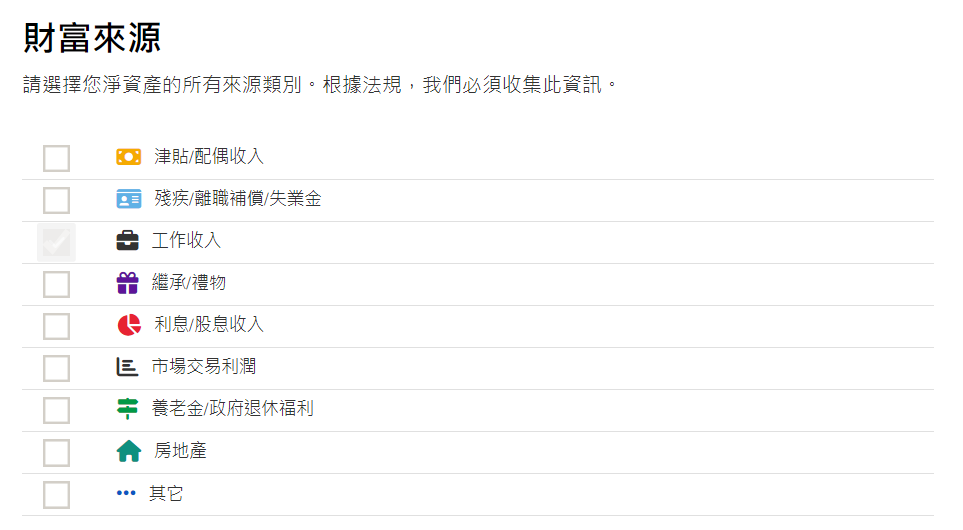 財富來源
請選擇您淨資產的所有來源類別。根據法規，我們必須收集此資訊。
津貼/配偶收入
殘疾/離職補償/失業金
工作收入
繼承/禮物
利息/股息收入
市場交易利潤
養老金/政府退休福利
房地產
其它